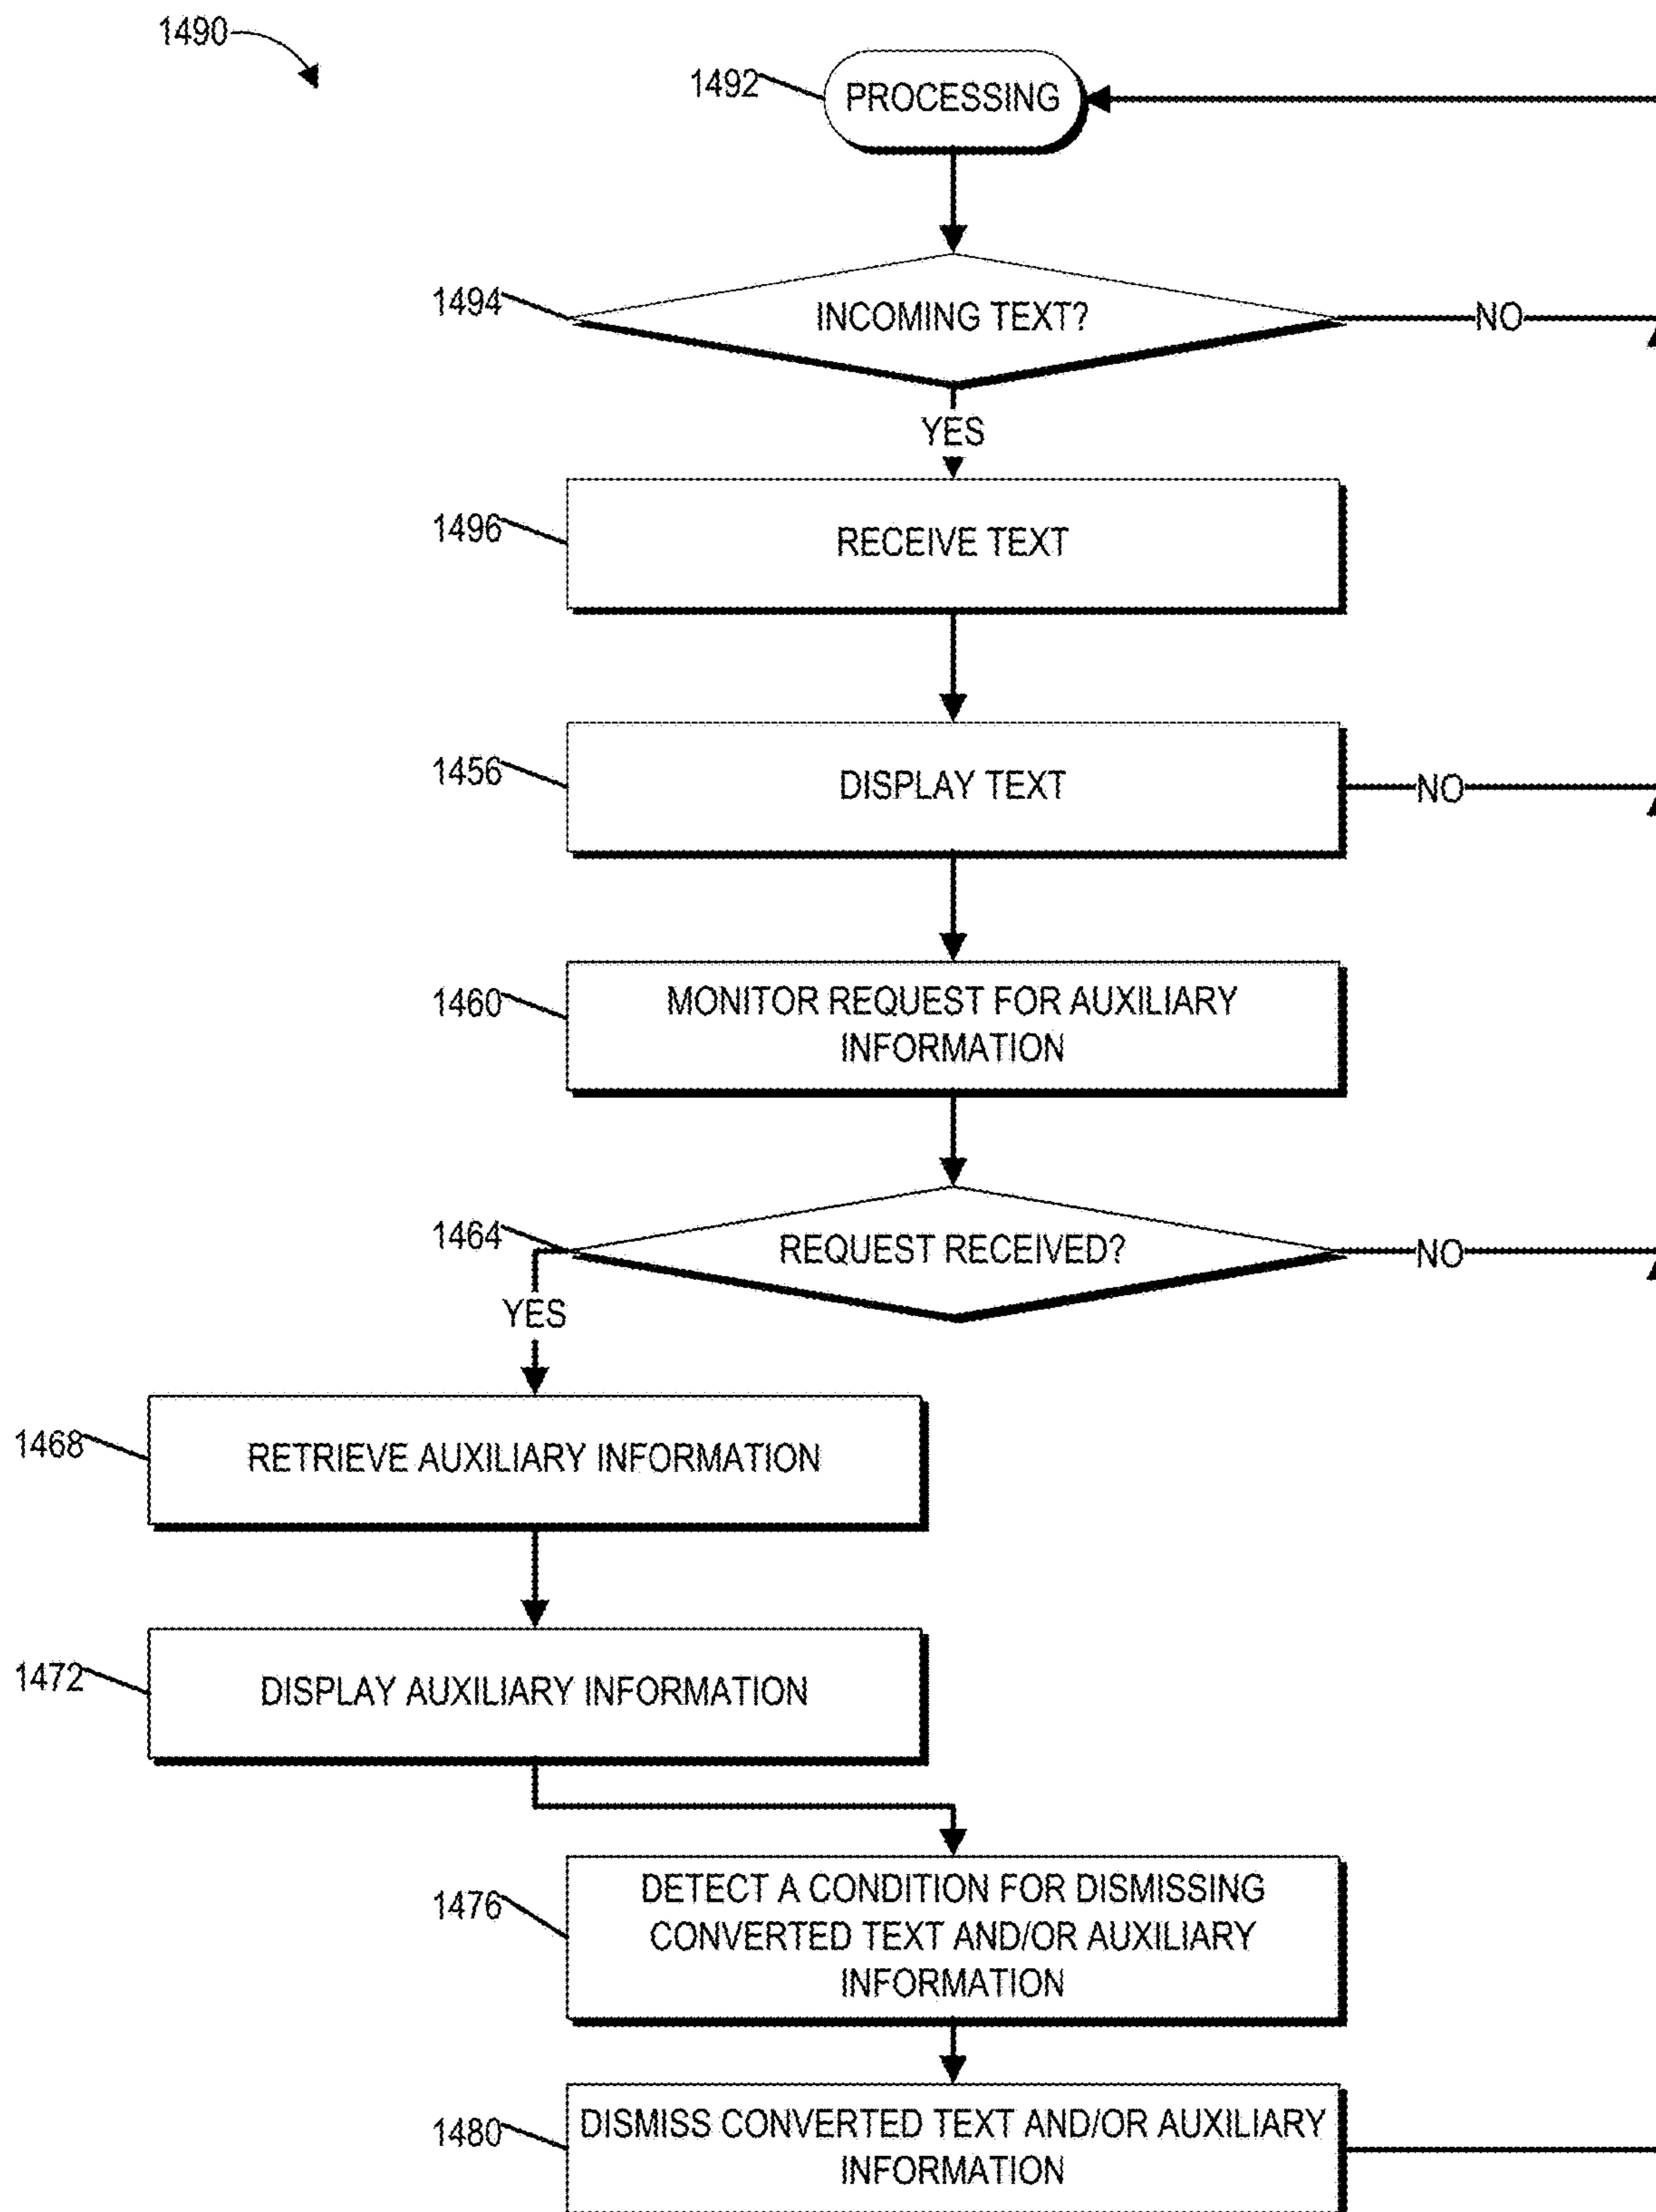 1490
1492
PROCESSING
1494
INCOMING TEXT?
NO
YES
1496
RECEIVE TEXT
1456
DISPLAY TEXT
NO
1460
MONITOR REQUEST FOR AUXILIARY
INFORMATION
1464
REQUEST RECEIVED?
NO
YES
1468
RETRIEVE AUXILIARY INFORMATION
1472
DISPLAY AUXILIARY INFORMATION
1476
DETECT A CONDITION FOR DISMISSING
CONVERTED TEXT AND/OR AUXILIARY
INFORMATION
1480
DISMISS CONVERTED TEXT AND/OR AUXILIARY
INFORMATION